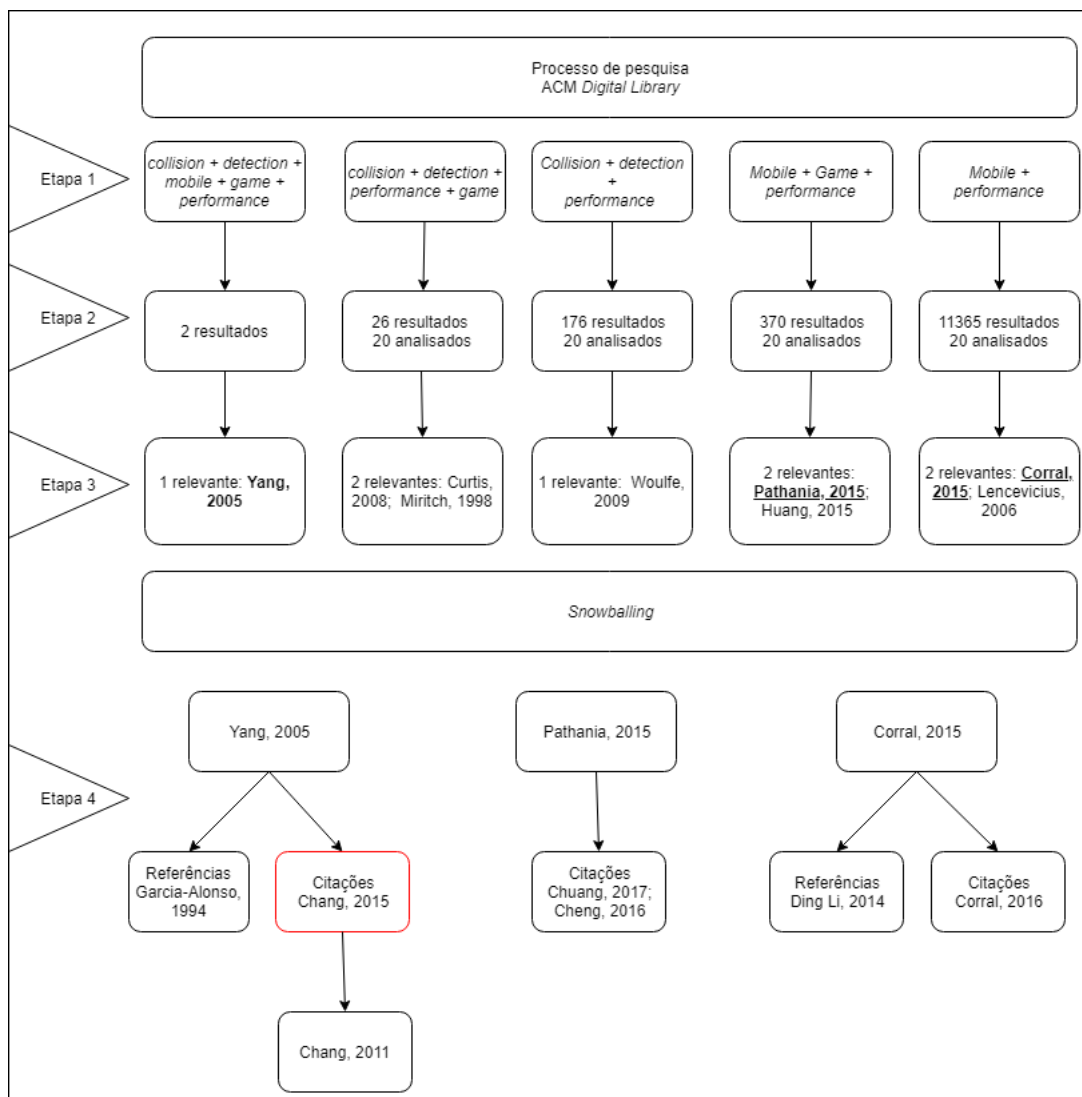 Processo de pesquisa
ACM Digital Library
Etapa 1
collision + detection +
mobile + game +
performance
collision + detection +
performance + game
Collision + detection
+
performance
Mobile + Game +
performance
Mobile +
performance
Etapa 2
2 resultados
26 resultados
20 analisados
176 resultados
20 analisados
370 resultados
20 analisados
11365 resultados
20 analisados
Etapa 3
1 relevante: Yang,
2005
2 relevantes: Curtis,
2008; Miritch, 1998
1 relevante: Woulfe,
2009
2 relevantes:
Pathania, 2015;
Huang, 2015
2 relevantes: Corral,
2015; Lencevicius,
2006
Snowballing
Etapa 4
Yang, 2005
Pathania, 2015
Corral, 2015
Referências
Garcia-Alonso,
1994
Citações
Chang, 2015
Citações
Chuang, 2017;
Cheng, 2016
Referências
Ding Li, 2014
Citações
Corral, 2016
Chang, 2011